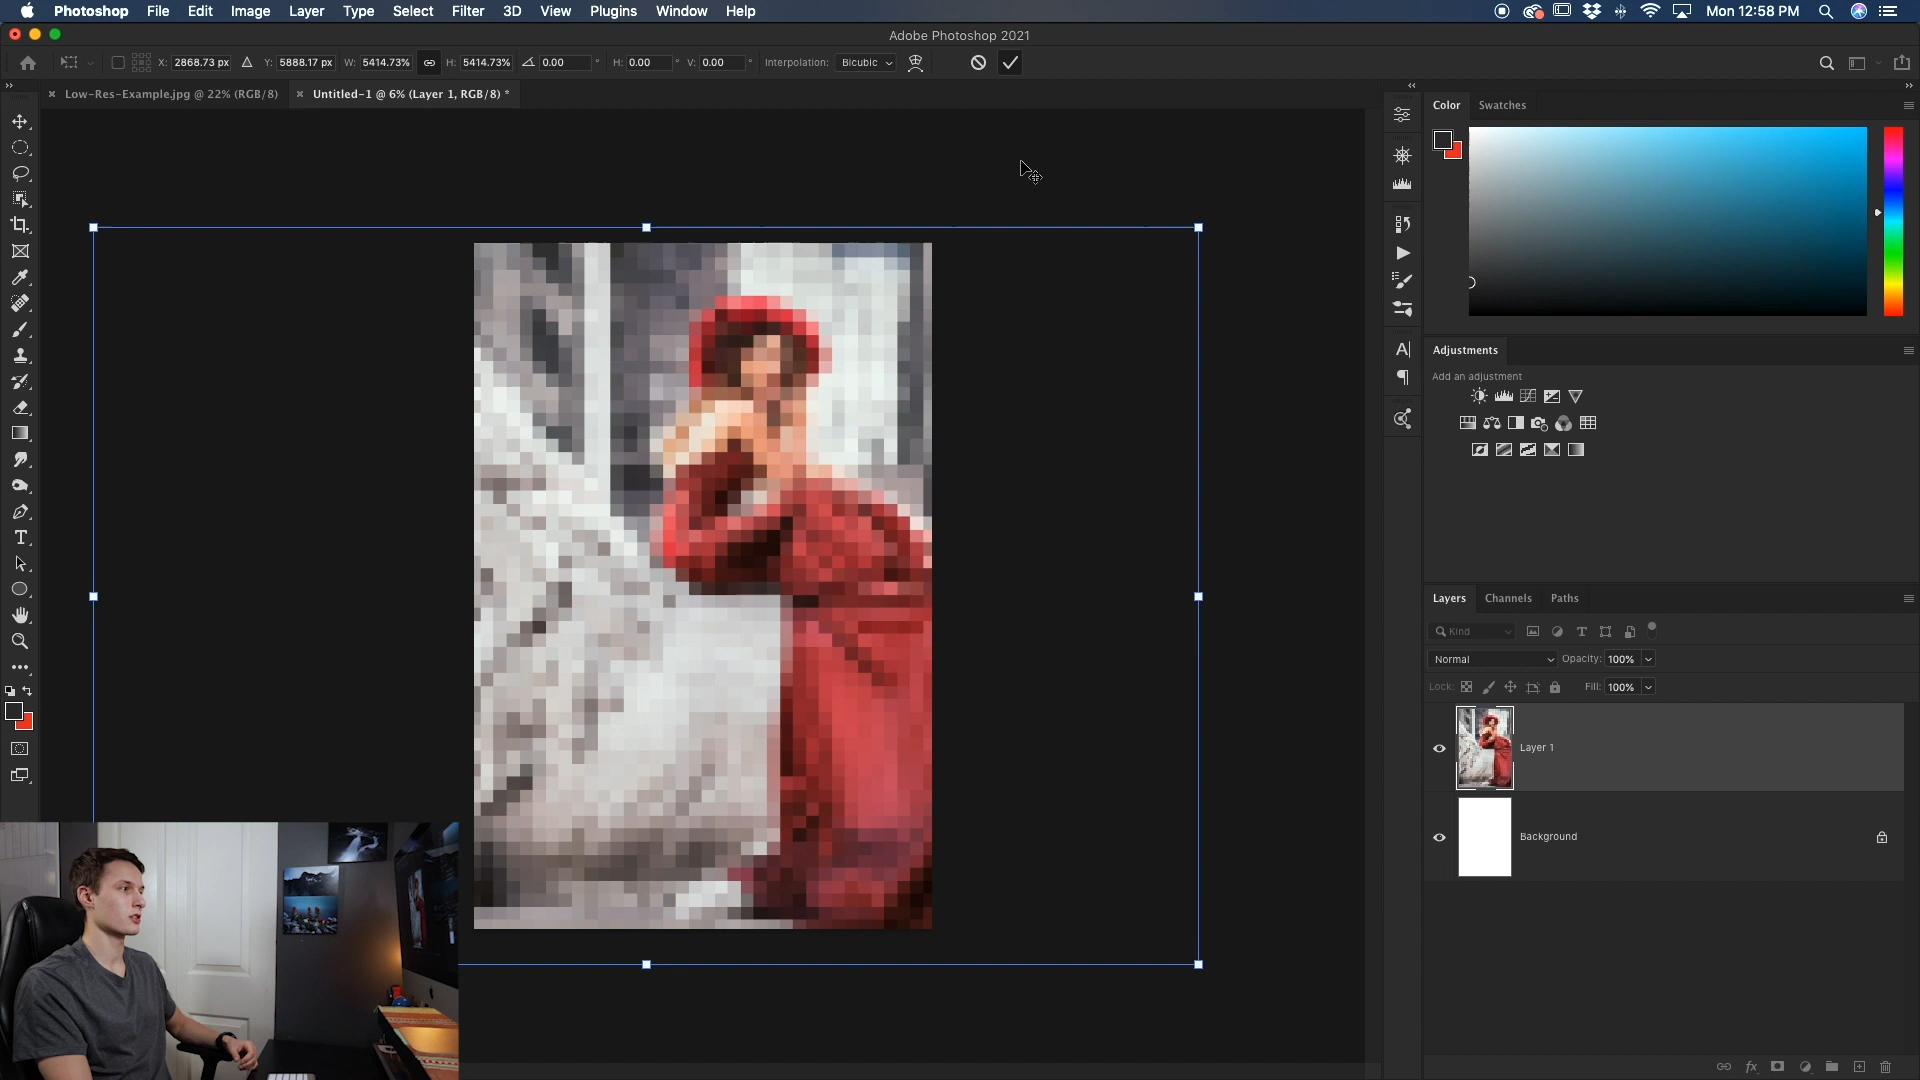 Photoshop File Edit Image Layer Type Select Filter 3D View Plugins Window Help Mon 12:58 PM
Adobe Photoshop 2021
X: 2868.73 px Y: 5888.17 px W: 5414.73% H: 5414.73% 0.00 ° H: 0.00 ° V: 0.00 ° Interpolation: Bicubic
Low-Res-Example.jpg @ 22% (RGB/8) Untitled-1 @ 6% (Layer 1, RGB/8) *
Color Swatches
Adjustments
Add an adjustment
Layers Channels Paths
Kind
Normal Opacity: 100%
Lock: Fill: 100%
Layer 1
Background